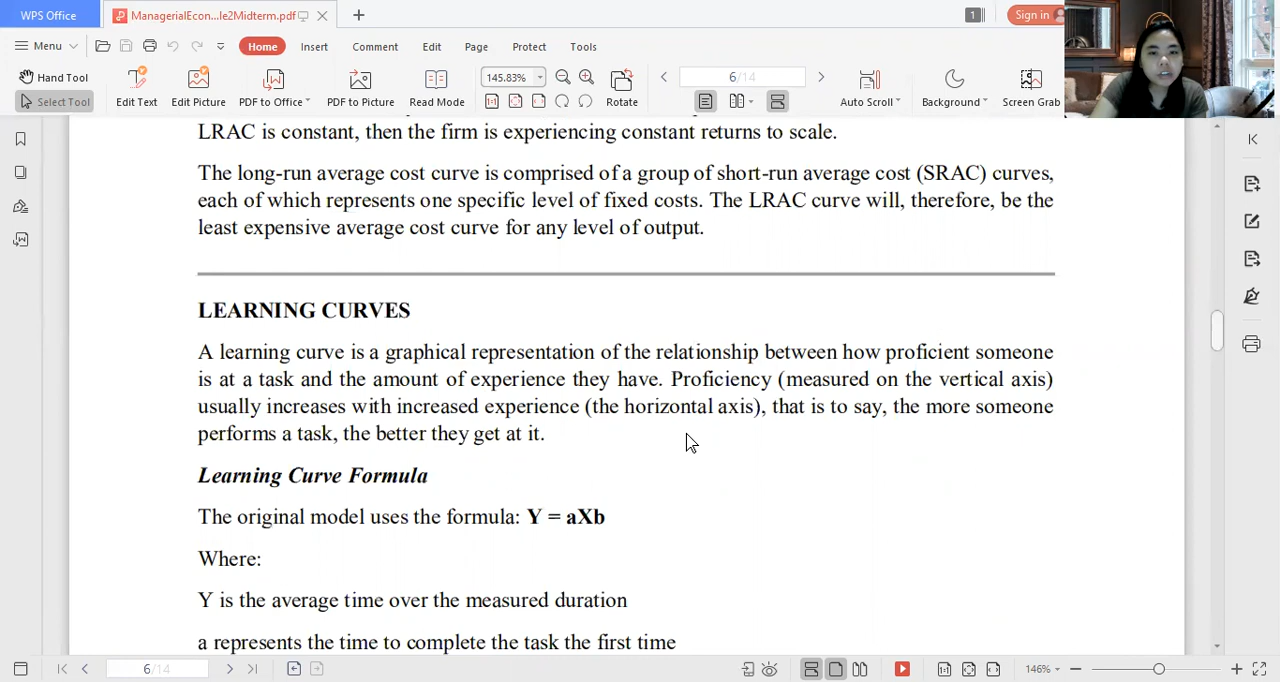 WPS Office
ManagerialEcon...le2Midterm.pdf
1
Sign in
Menu
Home
Insert
Comment
Edit
Page
Protect
Tools
Hand Tool
Select Tool
Edit Text
Edit Picture
PDF to Office
PDF to Picture
Read Mode
145.83%
Rotate
6/14
Auto Scroll
Background
Screen Grab
LRAC is constant, then the firm is experiencing constant returns to scale.
The long-run average cost curve is comprised of a group of short-run average cost (SRAC) curves,
each of which represents one specific level of fixed costs. The LRAC curve will, therefore, be the
least expensive average cost curve for any level of output.
LEARNING CURVES
A learning curve is a graphical representation of the relationship between how proficient someone
is at a task and the amount of experience they have. Proficiency (measured on the vertical axis)
usually increases with increased experience (the horizontal axis), that is to say, the more someone
performs a task, the better they get at it.
Learning Curve Formula
The original model uses the formula: Y = aXb
Where:
Y is the average time over the measured duration
a represents the time to complete the task the first time
6/14
146%